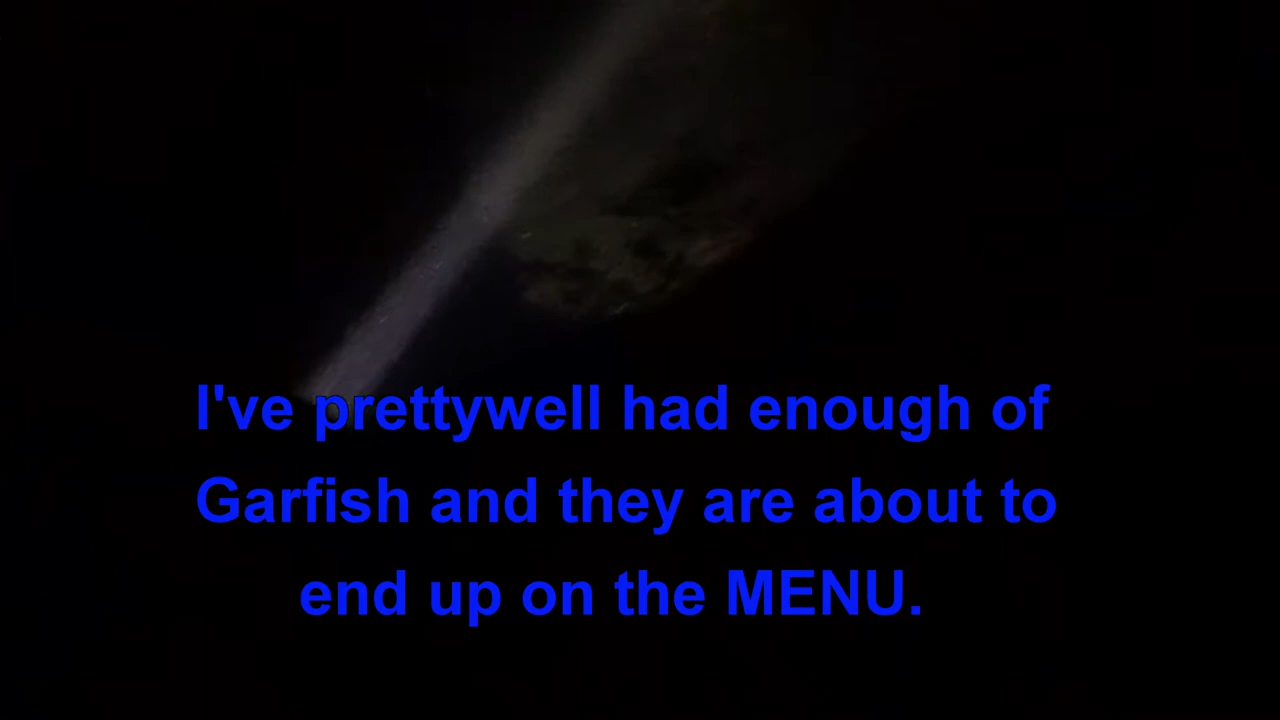 I've prettywell had enough of
Garfish and they are about to
end up on the MENU.